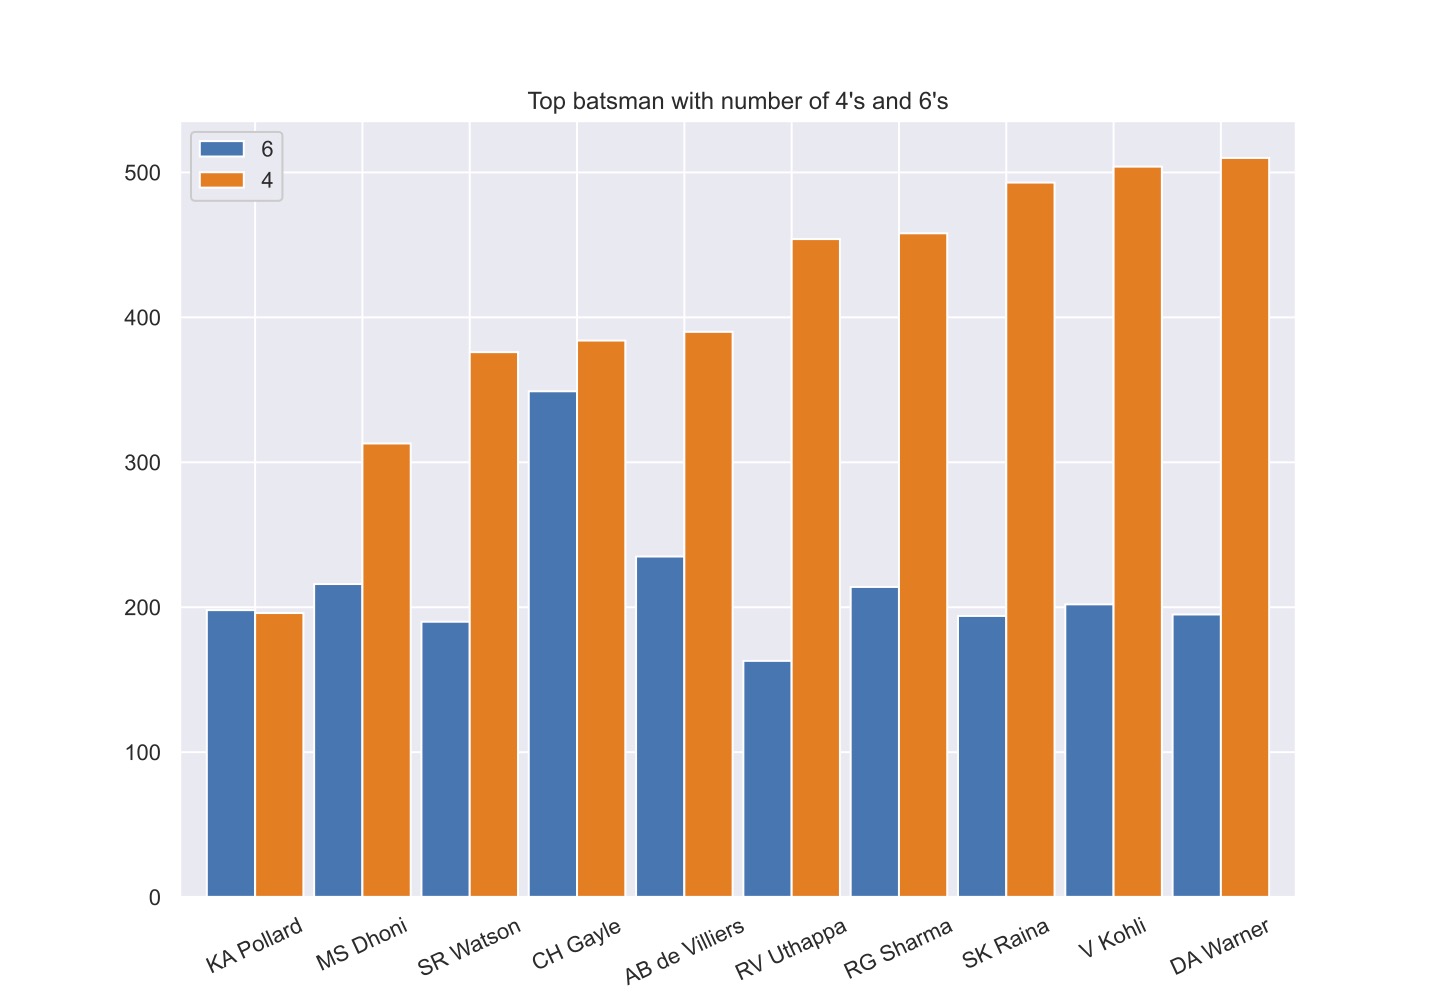 Top batsman with number of 4's and 6's
6
4
500
400
300
200
100
0
KA Pollard
MS Dhoni
SR Watson
CH Gayle
AB de Villiers
RV Uthappa
RG Sharma
SK Raina
V Kohli
DA Warner